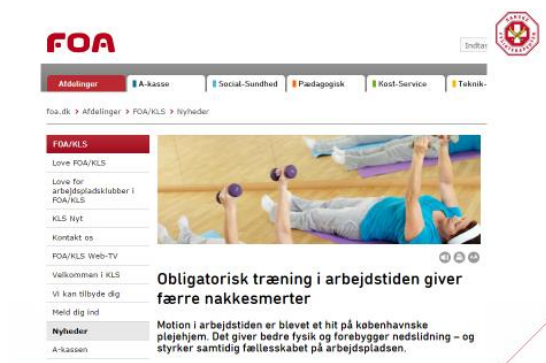 FOA
Indtas
Afdelinger
A-kasse
Social-Sundhed
Pædagogisk
Kost-Service
Teknik-
foa.dk > Afdelinger > FOA/KLS > Nyheder
FOA/KLS
Love FOA/KLS
Love for
arbejdspladsklubber i
FOA/KLS
KLS Nyt
Kontakt os
FOA/KLS Web-TV
Velkommen i KLS
Vi kan tilbyde dig
Meld dig ind
Nyheder
A-kassen
Obligatorisk træning i arbejdstiden giver
færre nakkesmerter
Motion i arbejdstiden er blevet et hit på københavnske
plejehjem. Det giver bedre fysik og forebygger nedslidning – og
styrker samtidig fællesskabet på arbejdspladsen.